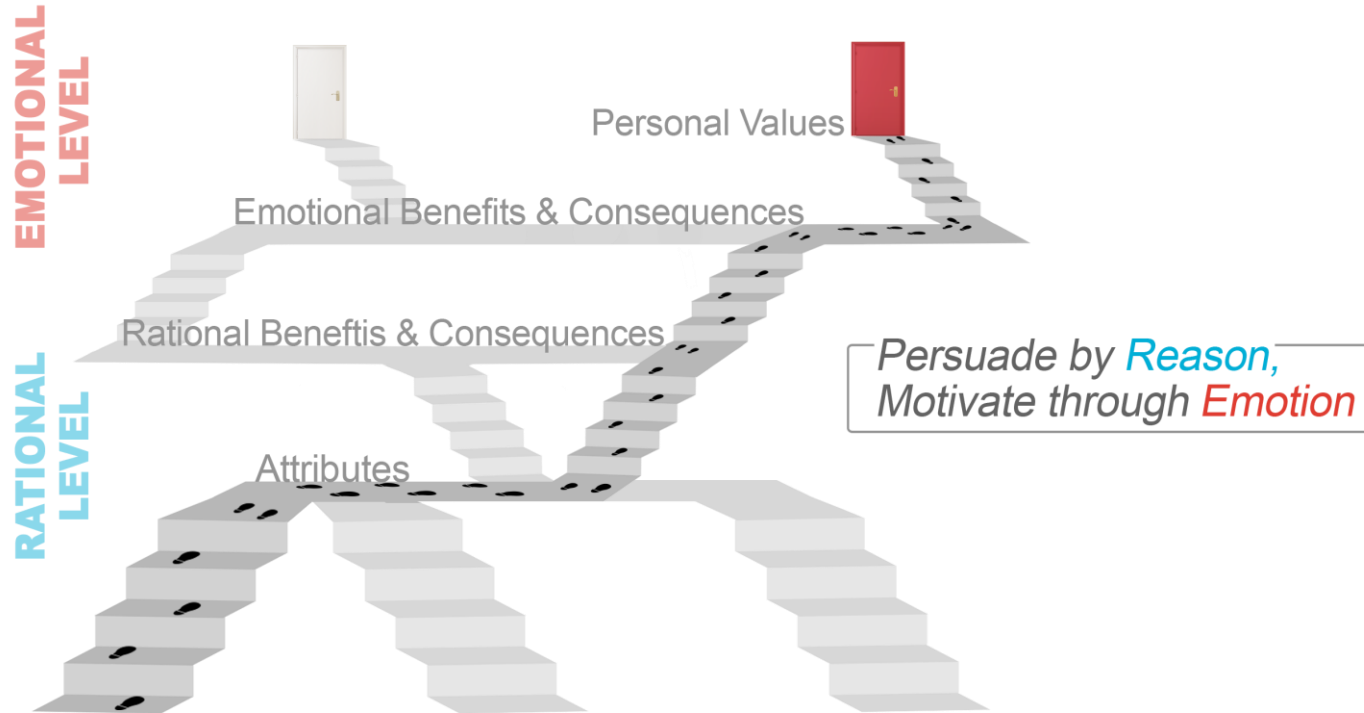 EMOTIONAL
LEVEL
Personal Values
Emotional Benefits & Consequences
Rational Beneftis & Consequences
RATIONAL
LEVEL
Attributes
Persuade by Reason,
Motivate through Emotion